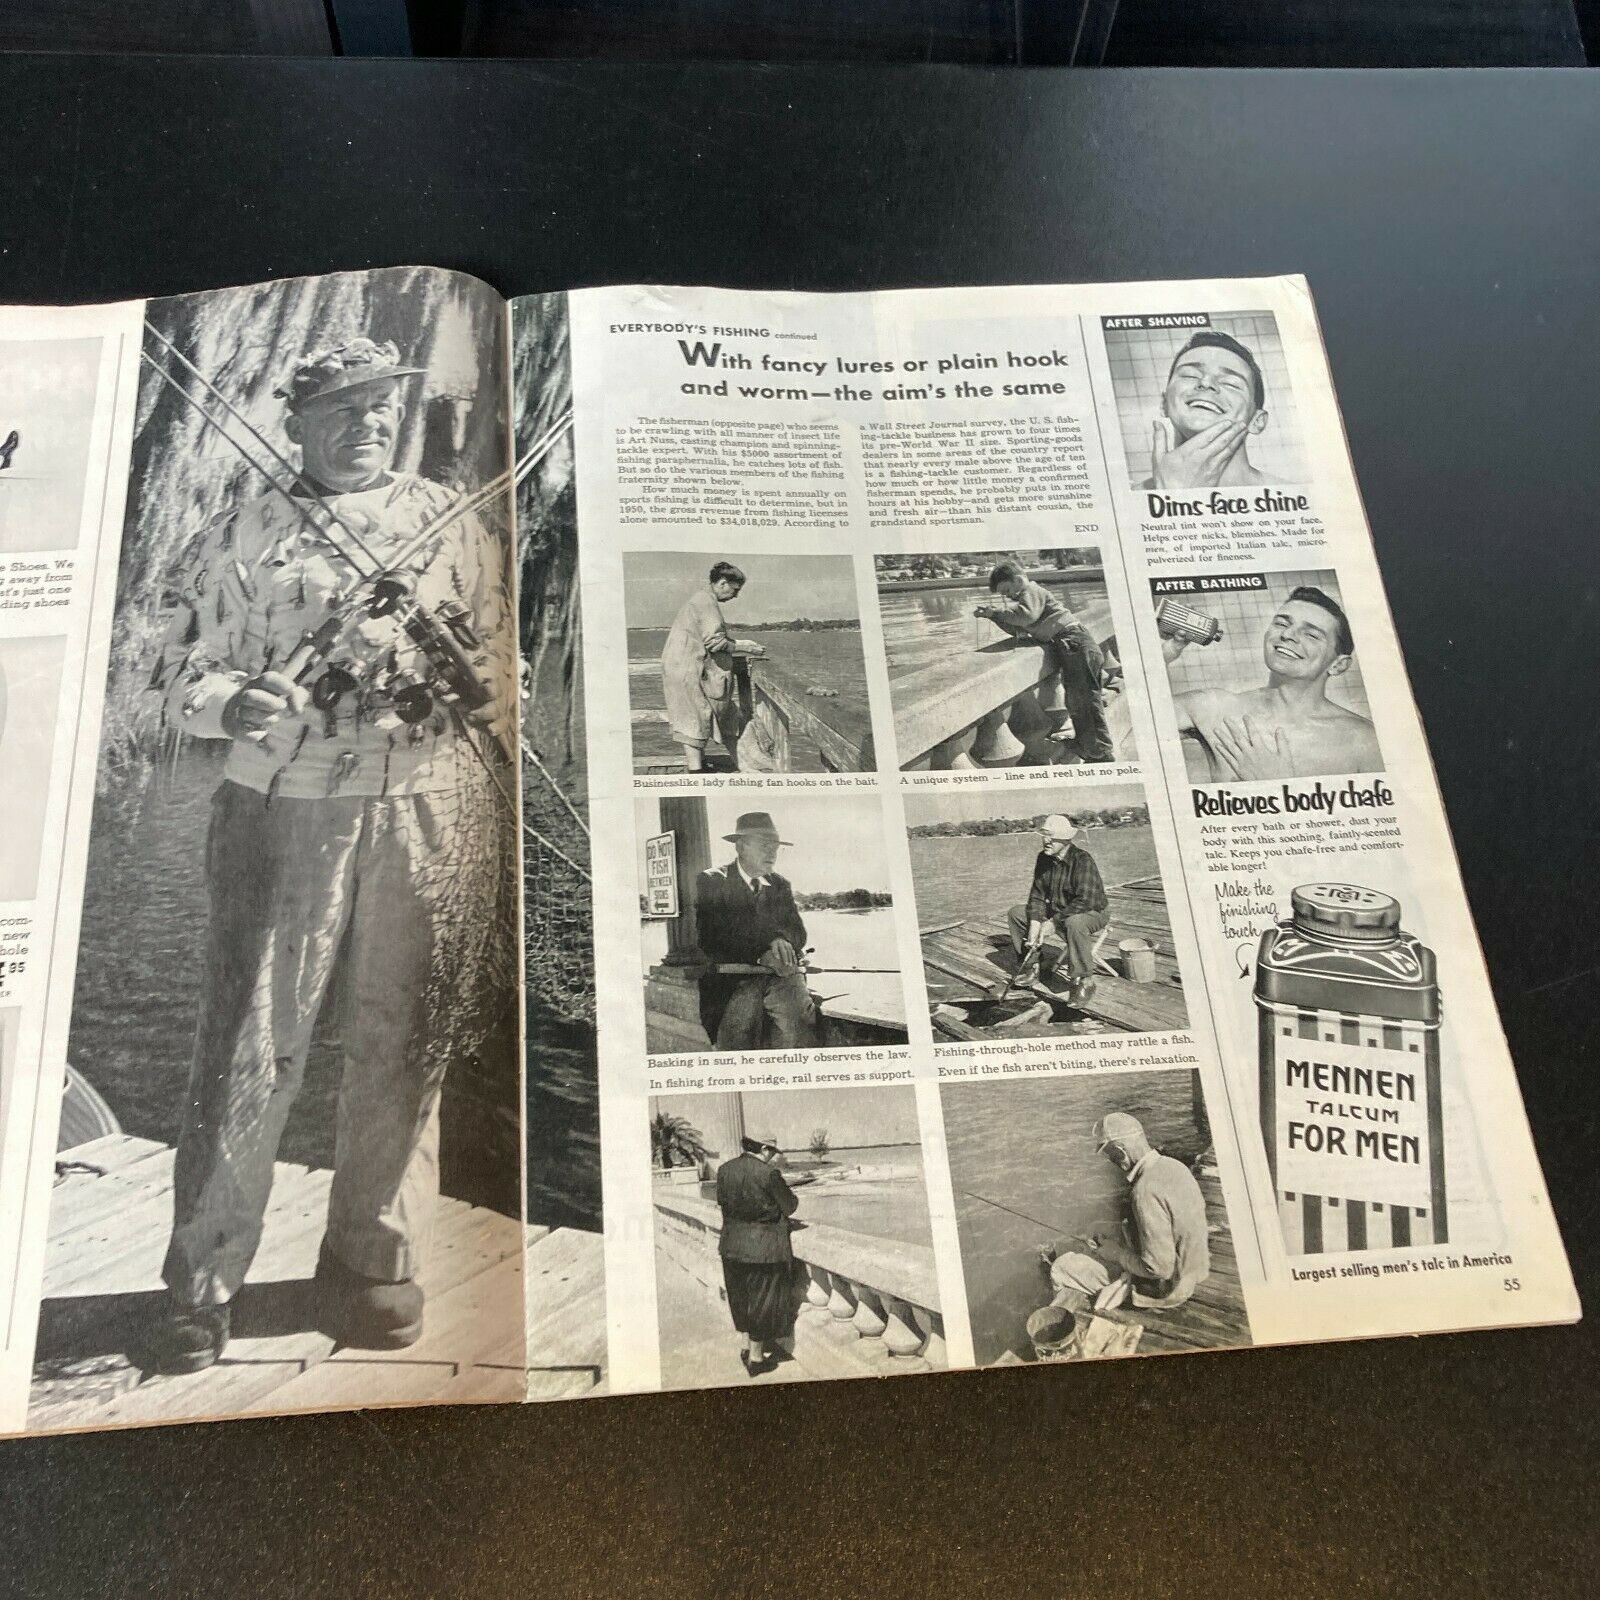 e Shoes. We
g away from
at's just one
ding shoes
com-
new
hole
95
EVERYBODY'S FISHING continued
With fancy lures or plain hook
and worm—the aim's the same
The fisherman (opposite page) who seems
to be crawling with all manner of insect life
is Art Nuss, casting champion and spinning-
tackle expert. With his $5000 assortment of
fishing paraphernalia, he catches lots of fish.
But so do the various members of the fishing
fraternity shown below.
How much money is spent annually on
sports fishing is difficult to determine, but in
1950, the gross revenue from fishing licenses
alone amounted to $34,018,029. According to
a Wall Street Journal survey, the U. S. fish-
ing-tackle business has grown to four times
its pre-World War II size. Sporting-goods
dealers in some areas of the country report
that nearly every male above the age of ten
is a fishing-tackle customer. Regardless of
how much or how little money a confirmed
fisherman spends, he probably puts in more
hours at his hobby—and gets more sunshine
and fresh air—than his distant cousin, the
grandstand sportsman.
END
Businesslike lady fishing fan hooks on the bait.
A unique system — line and reel but no pole.
DO NOT
FISH
BETWEEN
SIGNS
Basking in sun, he carefully observes the law.
Fishing-through-hole method may rattle a fish.
In fishing from a bridge, rail serves as support.
Even if the fish aren't biting, there's relaxation.
AFTER SHAVING
Dims face shine
Neutral tint won't show on your face.
Helps cover nicks, blemishes. Made for
men, of imported Italian talc, micro-
pulverized for fineness.
AFTER BATHING
Relieves body chafe
After every bath or shower, dust your
body with this soothing, faintly-scented
talc. Keeps you chafe-free and comfort-
able longer!
Make the
finishing
touch
MENNEN
TALCUM
FOR MEN
Largest selling men's talc in America
55